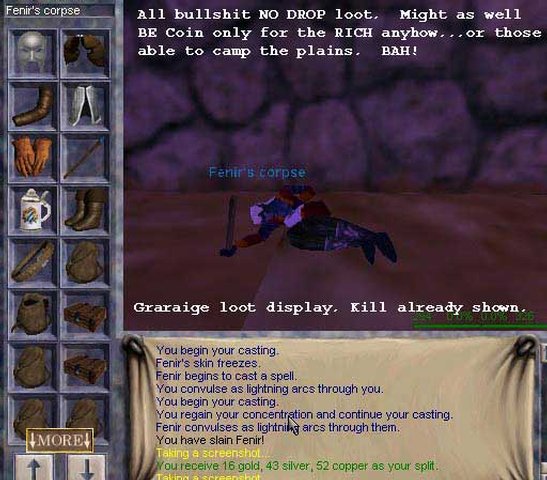 Fenir's corpse
All bullshit NO DROP loot. Might as well
BE Coin only for the RICH anyhow...or those
able to camp the plains. BAH!
Fenir's corpse
Graraige loot display. Kill already shown.
MORE
You begin your casting.
Fenir's skin freezes.
Fenir begins to cast a spell.
You convulse as lightning arcs through you.
You begin your casting.
You regain your concentration and continue your casting.
Fenir convulses as lightning arcs through them.
You have slain Fenir!
Taking a screenshot...
You receive 16 gold, 43 silver, 52 copper as your split.
Taking a screenshot...